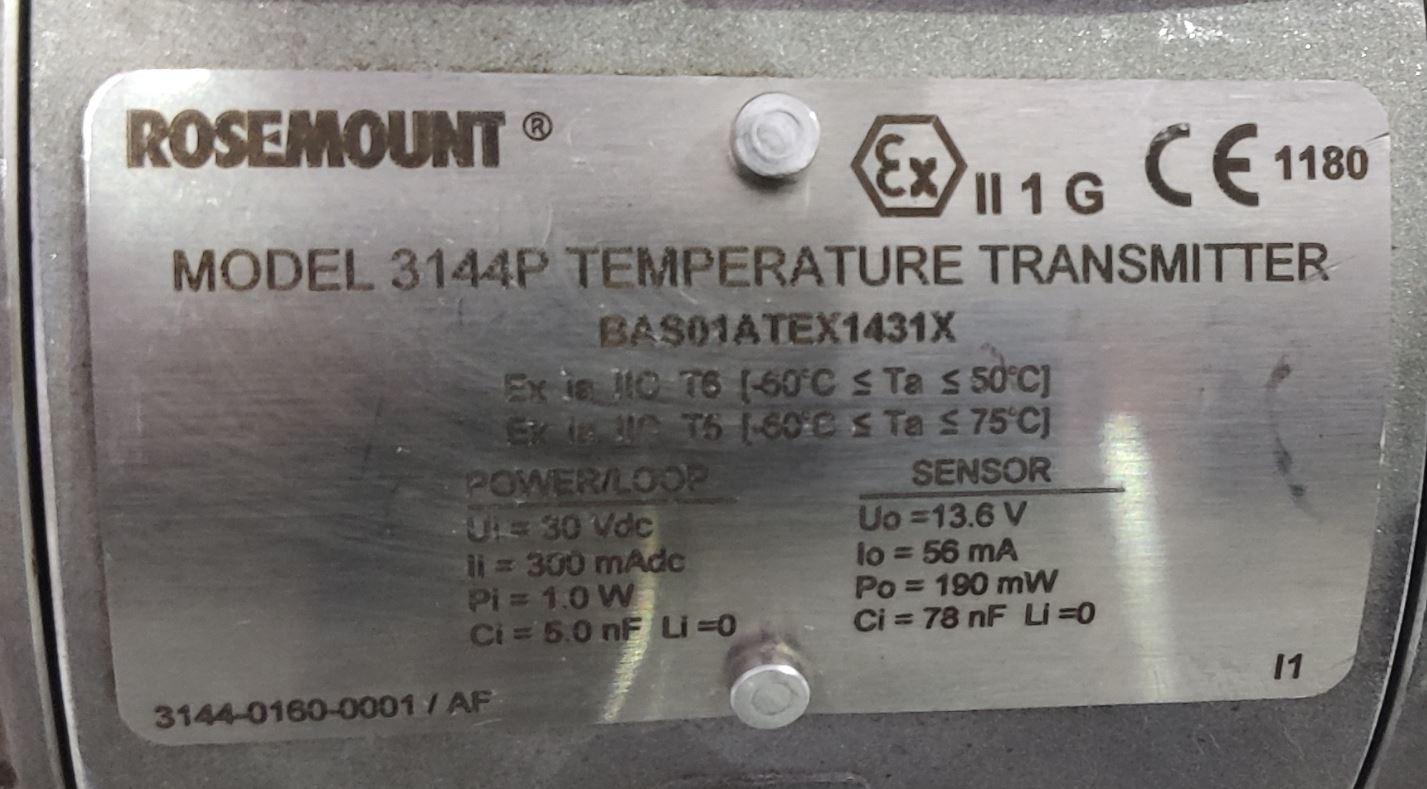 ROSEMOUNT ®
Ex II 1 G CE 1180
MODEL 3144P TEMPERATURE TRANSMITTER
BAS01ATEX1431X
Ex ia IIC T6 [-60°C ≤ Ta ≤ 50°C]
Ex ia IIC T5 [-60°C ≤ Ta ≤ 75°C]
POWER/LOOP SENSOR
Ui = 30 Vdc Uo =13.6 V
Ii = 300 mAdc Io = 56 mA
Pi = 1.0 W Po = 190 mW
Ci = 5.0 nF Li =0 Ci = 78 nF Li =0
I1
3144-0160-0001 / AF